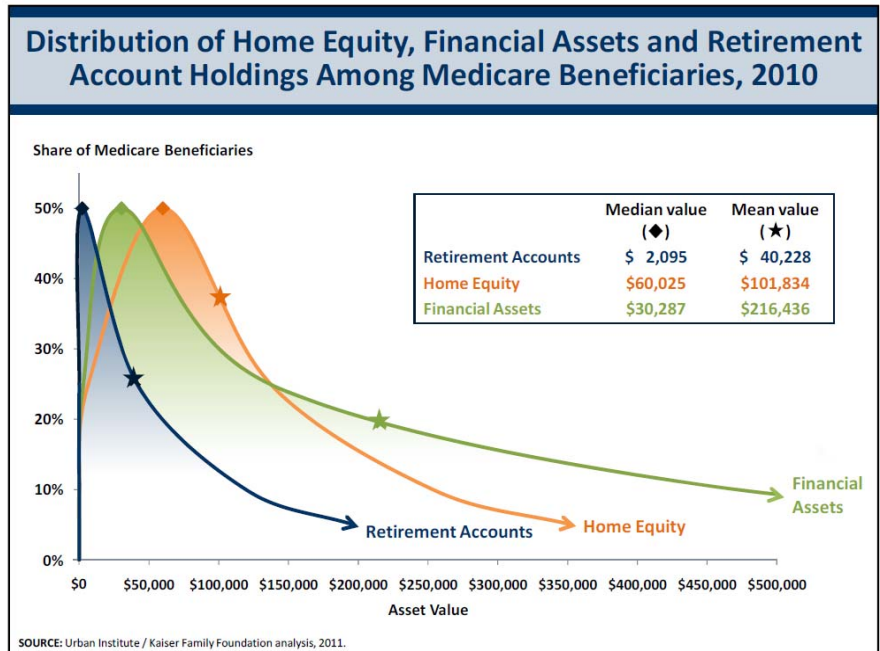 Distribution of Home Equity, Financial Assets and Retirement
Account Holdings Among Medicare Beneficiaries, 2010
Share of Medicare Beneficiaries
50%
40%
30%
20%
10%
0%
Median value Mean value
(◆) (★)
Retirement Accounts $ 2,095 $ 40,228
Home Equity $60,025 $101,834
Financial Assets $30,287 $216,436
Financial
Assets
Home Equity
Retirement Accounts
$0 $50,000 $100,000 $150,000 $200,000 $250,000 $300,000 $350,000 $400,000 $450,000 $500,000
Asset Value
SOURCE: Urban Institute / Kaiser Family Foundation analysis, 2011.